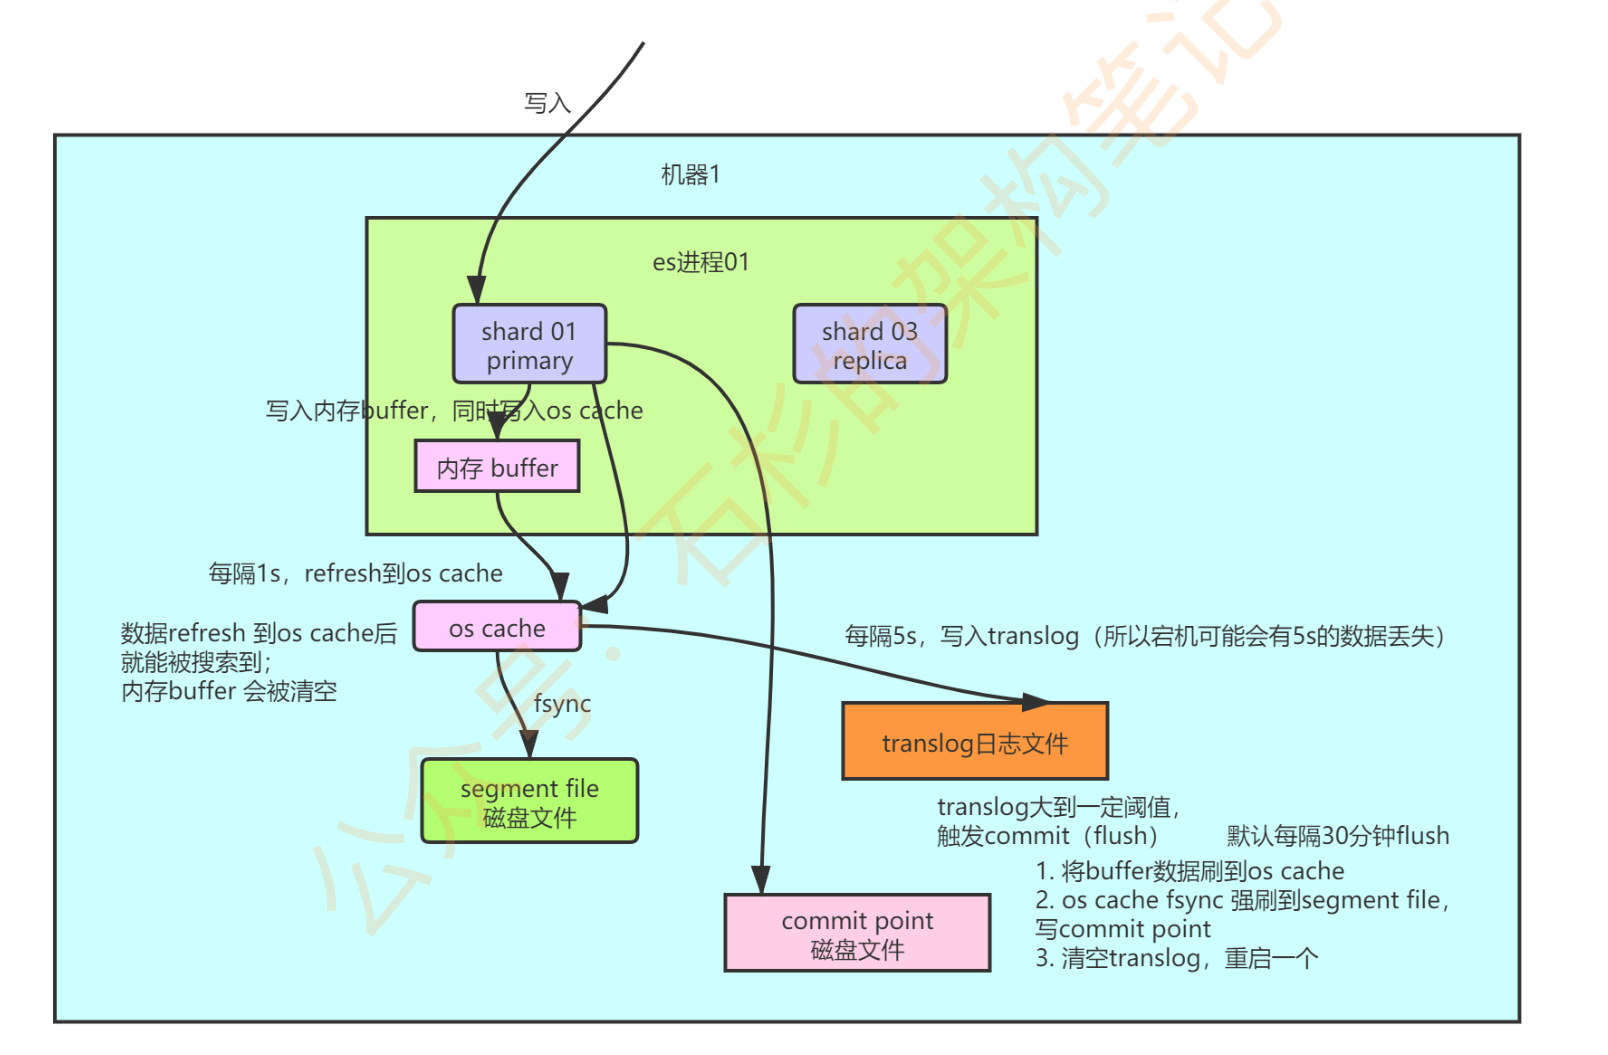 写入
机器1
es进程01
shard 01
primary
shard 03
replica
写入内存buffer，同时写入os cache
内存 buffer
每隔1s，refresh到os cache
数据refresh 到os cache后
就能被搜索到；
内存buffer 会被清空
os cache
每隔5s，写入translog（所以宕机可能会有5s的数据丢失）
fsync
translog日志文件
segment file
磁盘文件
translog大到一定阈值，
触发commit（flush）
默认每隔30分钟flush
1. 将buffer数据刷到os cache
2. os cache fsync 强刷到segment file，
写commit point
3. 清空translog，重启一个
commit point
磁盘文件
公众号：石杉的架构笔记